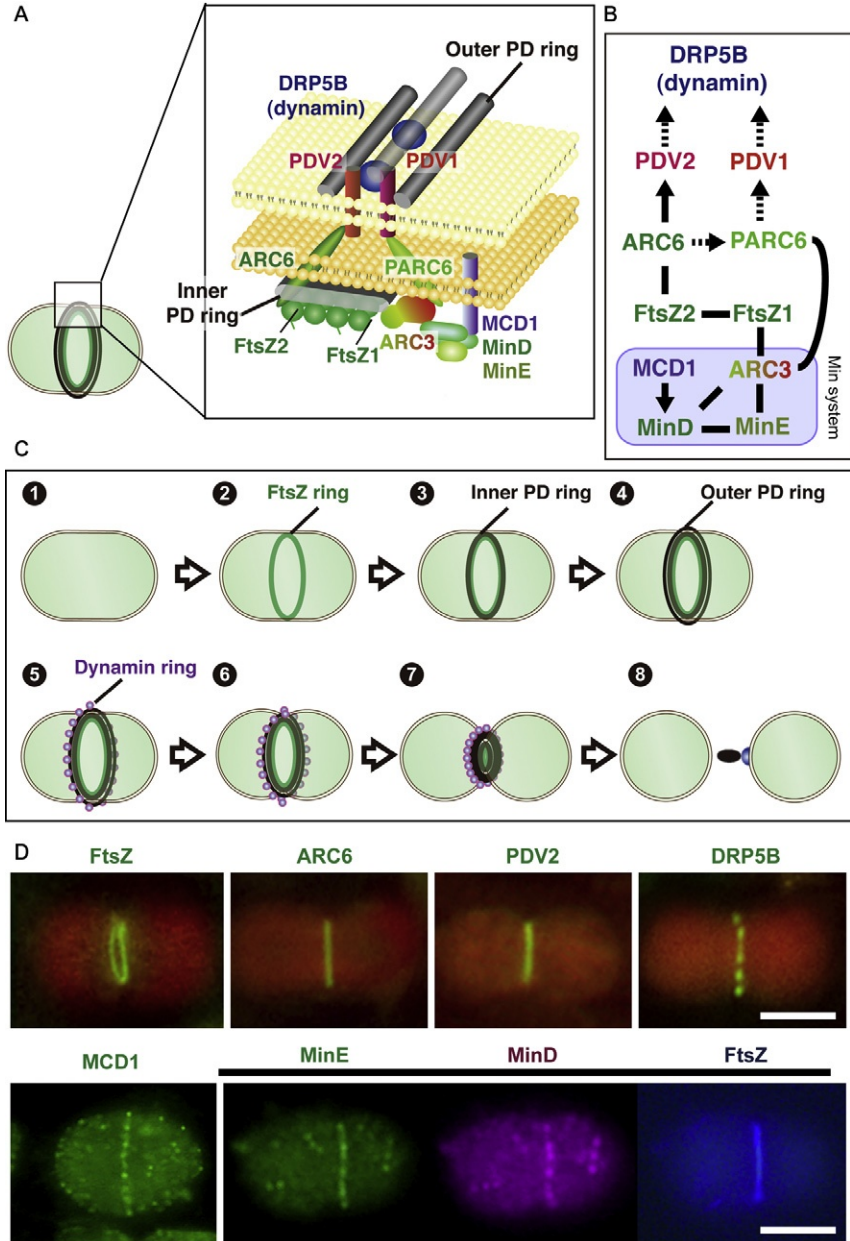 A
Outer PD ring
DRP5B
(dynamin)
PDV2
PDV1
ARC6
PARC6
Inner
PD ring
FtsZ2
FtsZ1
ARC3
MCD1
MinD
MinE
B
DRP5B
(dynamin)
PDV2
PDV1
ARC6
PARC6
FtsZ2
FtsZ1
MCD1
ARC3
MinD
MinE
Min system
C
1
2
FtsZ ring
3
Inner PD ring
4
Outer PD ring
5
Dynamin ring
6
7
8
D
FtsZ
ARC6
PDV2
DRP5B
MCD1
MinE
MinD
FtsZ